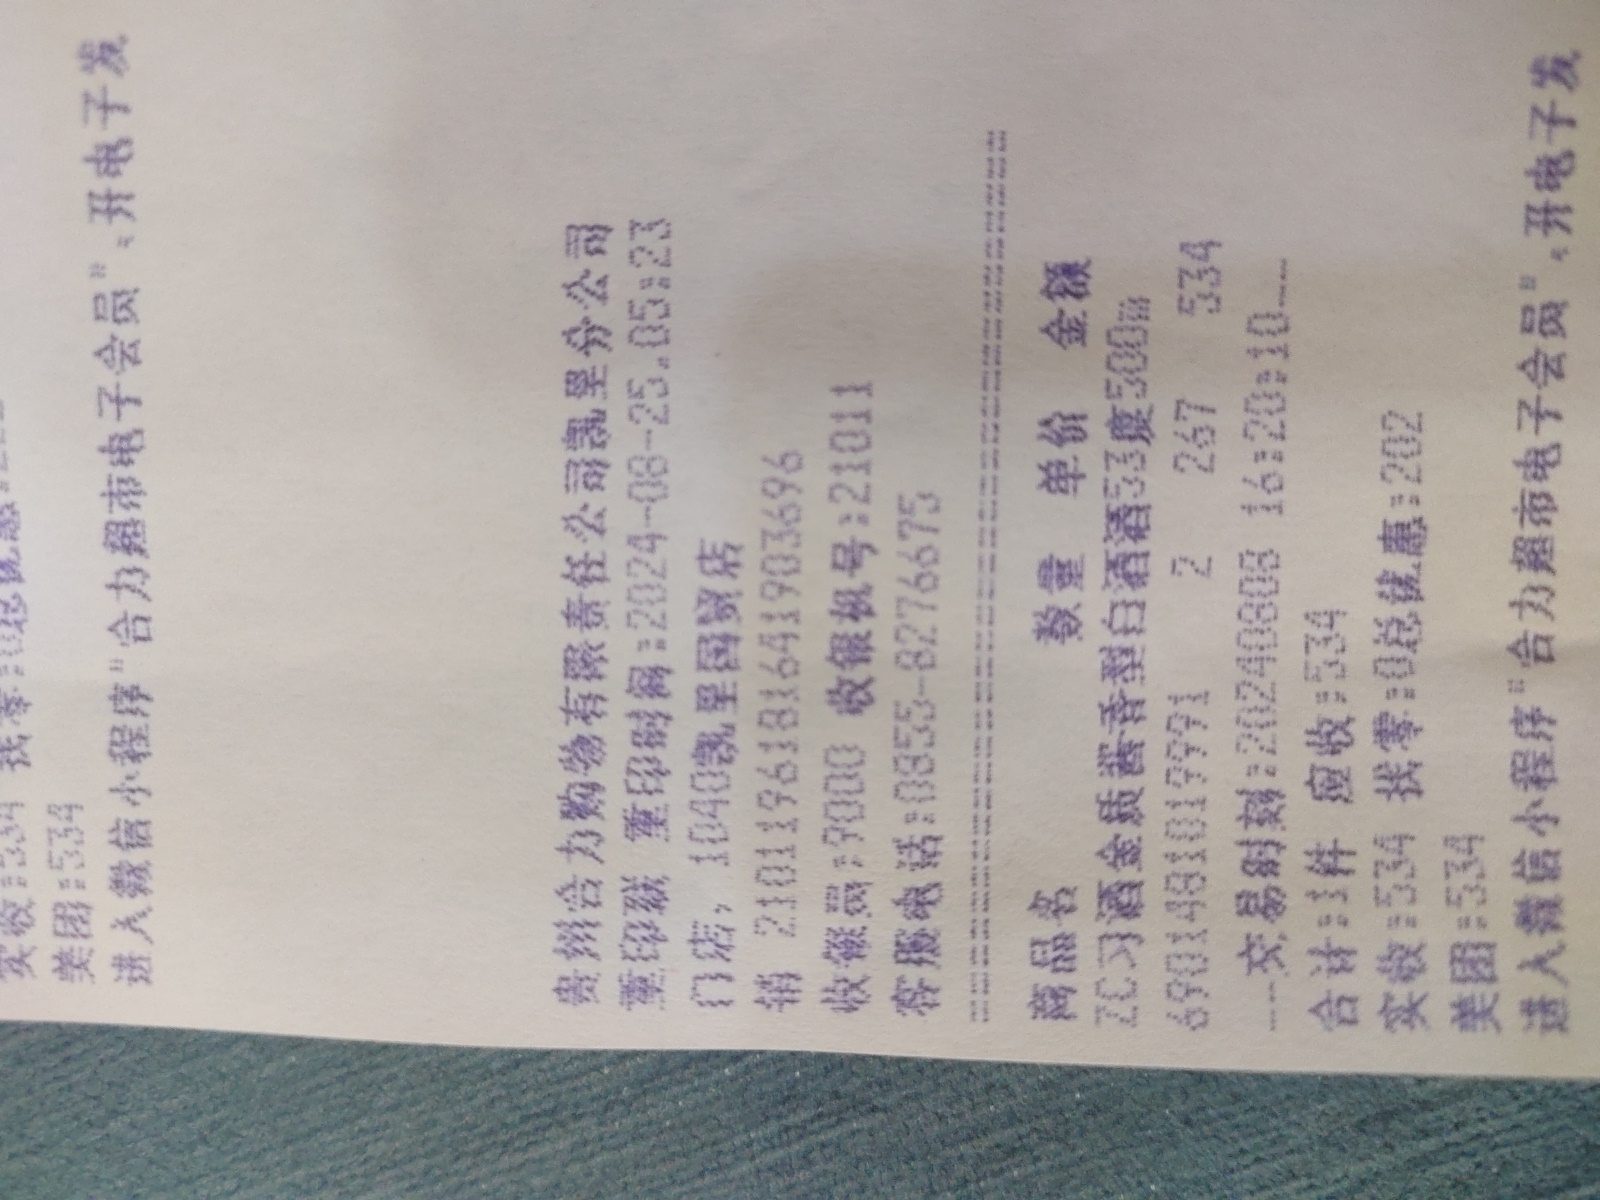 实收:534 找零:0总优惠:
美团:534
进入微信小程序“合力超市电子会员”,开电子发
贵州合力购物有限责任公司凯里分公司
重印联 重印时间:2024-08-25.05:23
门店, 1040凯里国贸店
销 2101196181641903696
收银员:9000 收银机号:21011
客服电话:0855-8276675
商品名 数量 单价 金额
ZC习酒金质酱香型白酒酒53度500m
6901481019991 2 267 534
---交易时刻:20240808 16:20:10---
合计:1件 应收:534
实收:534 找零:0总优惠:202
美团:534
进入微信小程序“合力超市电子会员”,开电子发